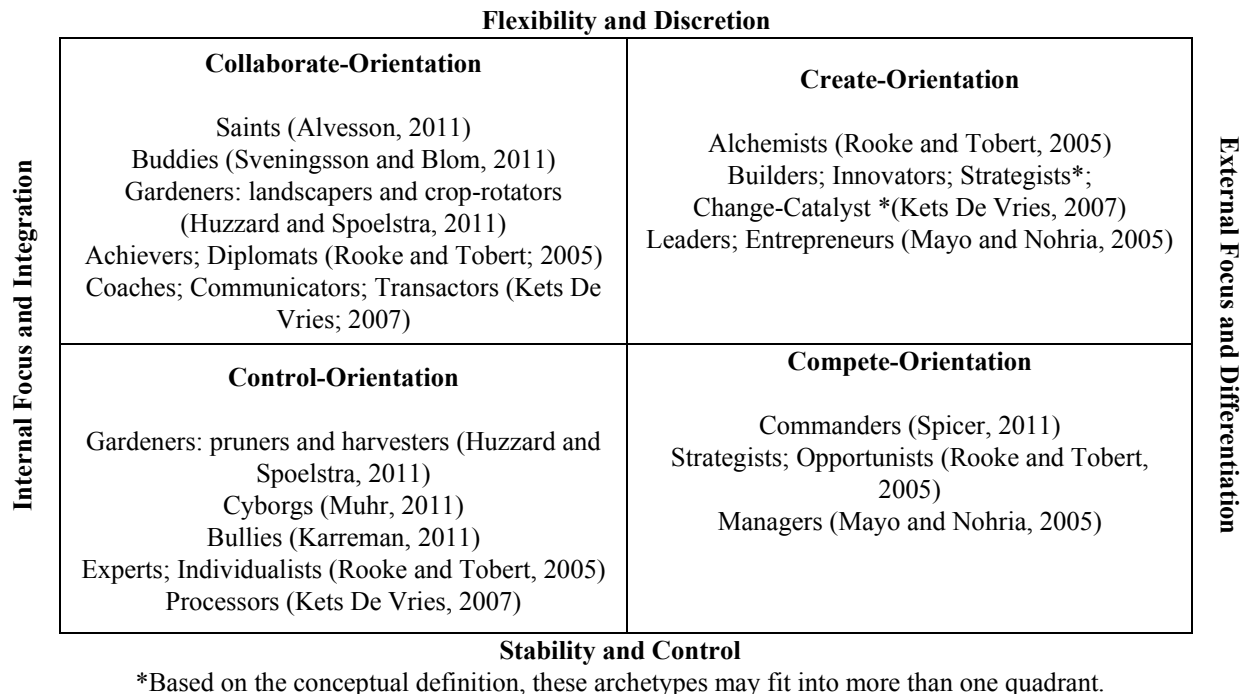 Flexibility and Discretion
Internal Focus and Integration
Collaborate-Orientation
Saints (Alvesson, 2011)
Buddies (Sveningsson and Blom, 2011)
Gardeners: landscapers and crop-rotators
(Huzzard and Spoelstra, 2011)
Achievers; Diplomats (Rooke and Tobert; 2005)
Coaches; Communicators; Transactors (Kets De
Vries; 2007)
Create-Orientation
Alchemists (Rooke and Tobert, 2005)
Builders; Innovators; Strategists*;
Change-Catalyst *(Kets De Vries, 2007)
Leaders; Entrepreneurs (Mayo and Nohria, 2005)
External Focus and Differentiation
Control-Orientation
Gardeners: pruners and harvesters (Huzzard and
Spoelstra, 2011)
Cyborgs (Muhr, 2011)
Bullies (Karreman, 2011)
Experts; Individualists (Rooke and Tobert, 2005)
Processors (Kets De Vries, 2007)
Compete-Orientation
Commanders (Spicer, 2011)
Strategists; Opportunists (Rooke and Tobert,
2005)
Managers (Mayo and Nohria, 2005)
Stability and Control
*Based on the conceptual definition, these archetypes may fit into more than one quadrant.